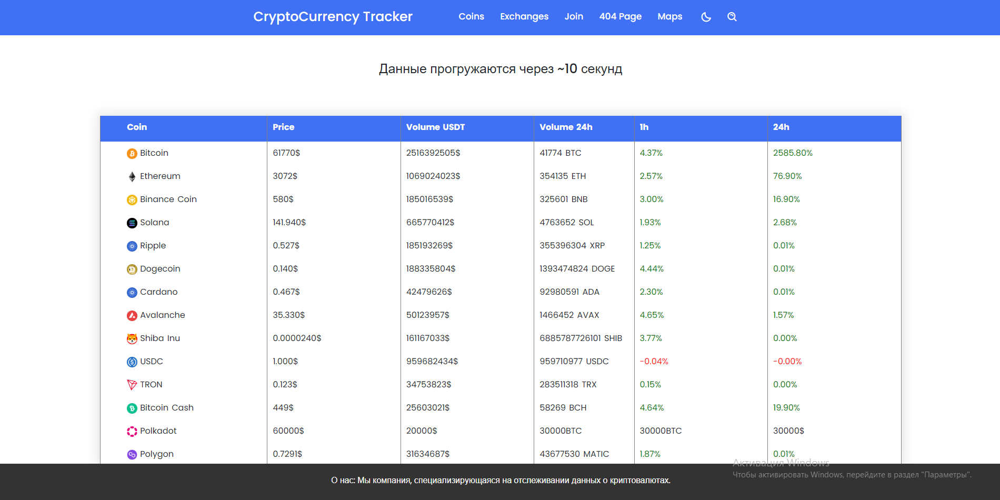 CryptoCurrency Tracker Coins Exchanges Join 404 Page Maps
Данные прогружаются через ~10 секунд
Coin Price Volume USDT Volume 24h 1h 24h
Bitcoin 61770$ 2516392505$ 41774 BTC 4.37% 2585.80%
Ethereum 3072$ 1069024023$ 354135 ETH 2.57% 76.90%
Binance Coin 580$ 185016539$ 325601 BNB 3.00% 16.90%
Solana 141.940$ 665770412$ 4763652 SOL 1.93% 2.68%
Ripple 0.527$ 185193269$ 355396304 XRP 1.25% 0.01%
Dogecoin 0.140$ 188335804$ 1393474824 DOGE 4.44% 0.01%
Cardano 0.467$ 42479626$ 92980591 ADA 2.30% 0.01%
Avalanche 35.330$ 50123957$ 1466452 AVAX 4.65% 1.57%
Shiba Inu 0.0000240$ 161167033$ 6885787726101 SHIB 3.77% 0.00%
USDC 1.000$ 959682434$ 959710977 USDC -0.04% -0.00%
TRON 0.123$ 34753823$ 283511318 TRX 0.15% 0.00%
Bitcoin Cash 449$ 25603021$ 58269 BCH 4.64% 19.90%
Polkadot 60000$ 20000$ 30000BTC 30000BTC 30000$
Polygon 0.7291$ 31634687$ 43677530 MATIC 1.87% 0.01%
Активация Windows
Чтобы активировать Windows, перейдите в раздел "Параметры".
О нас: Мы компания, специализирующаяся на отслеживании данных о криптовалютах.